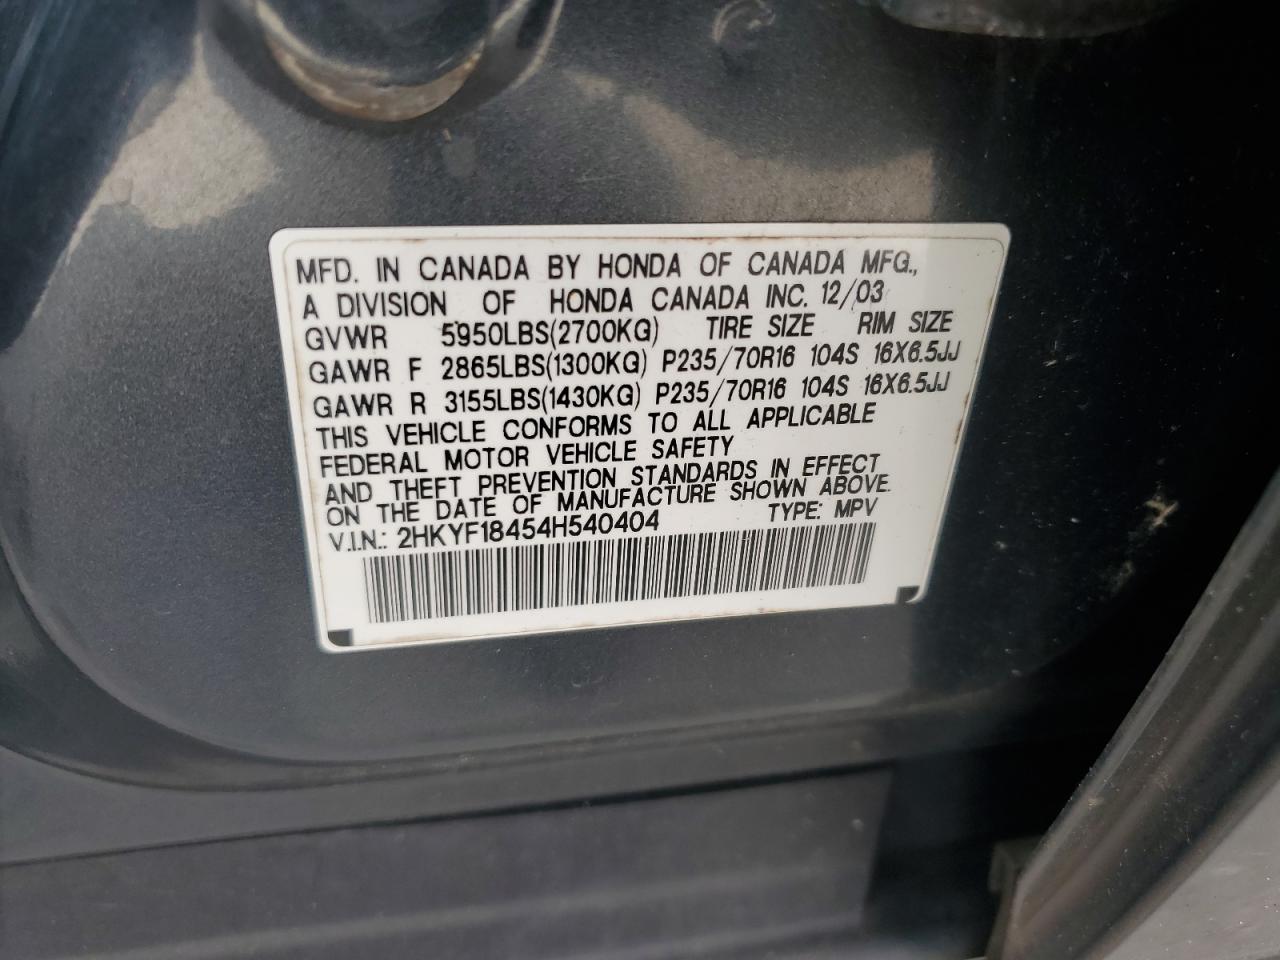 MFD. IN CANADA BY HONDA OF CANADA MFG.,
A DIVISION OF HONDA CANADA INC. 12/03
GVWR 5950LBS(2700KG) TIRE SIZE RIM SIZE
GAWR F 2865LBS(1300KG) P235/70R16 104S 16X6.5JJ
GAWR R 3155LBS(1430KG) P235/70R16 104S 16X6.5JJ
THIS VEHICLE CONFORMS TO ALL APPLICABLE
FEDERAL MOTOR VEHICLE SAFETY
AND THEFT PREVENTION STANDARDS IN EFFECT
ON THE DATE OF MANUFACTURE SHOWN ABOVE.
V.I.N.: 2HKYF18454H540404 TYPE: MPV